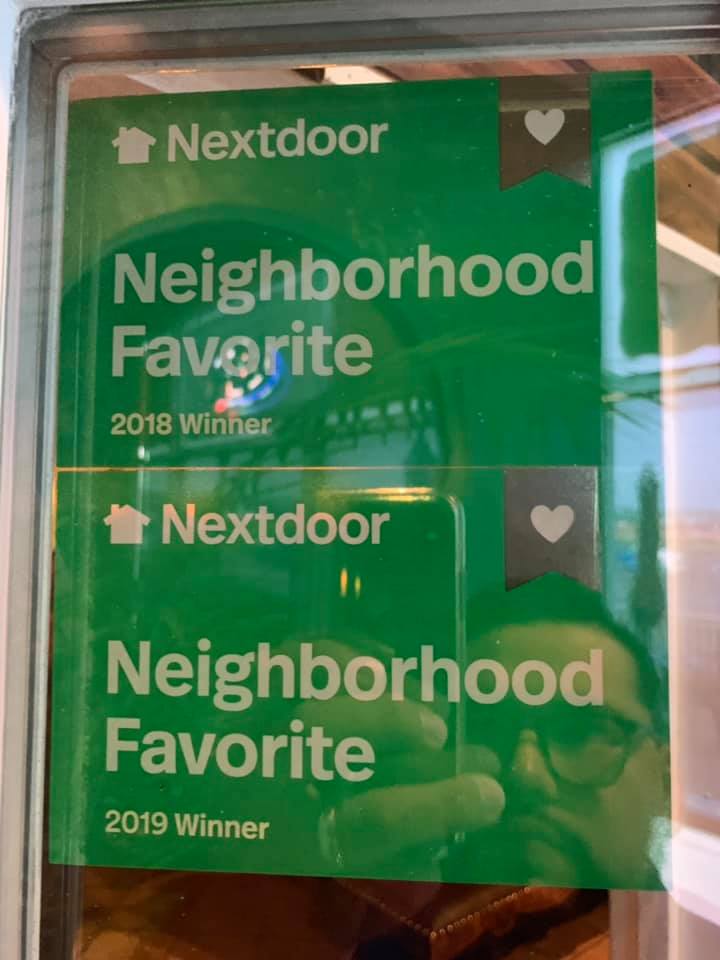 Nextdoor
Neighborhood
Favorite
2018 Winner
Nextdoor
Neighborhood
Favorite
2019 Winner